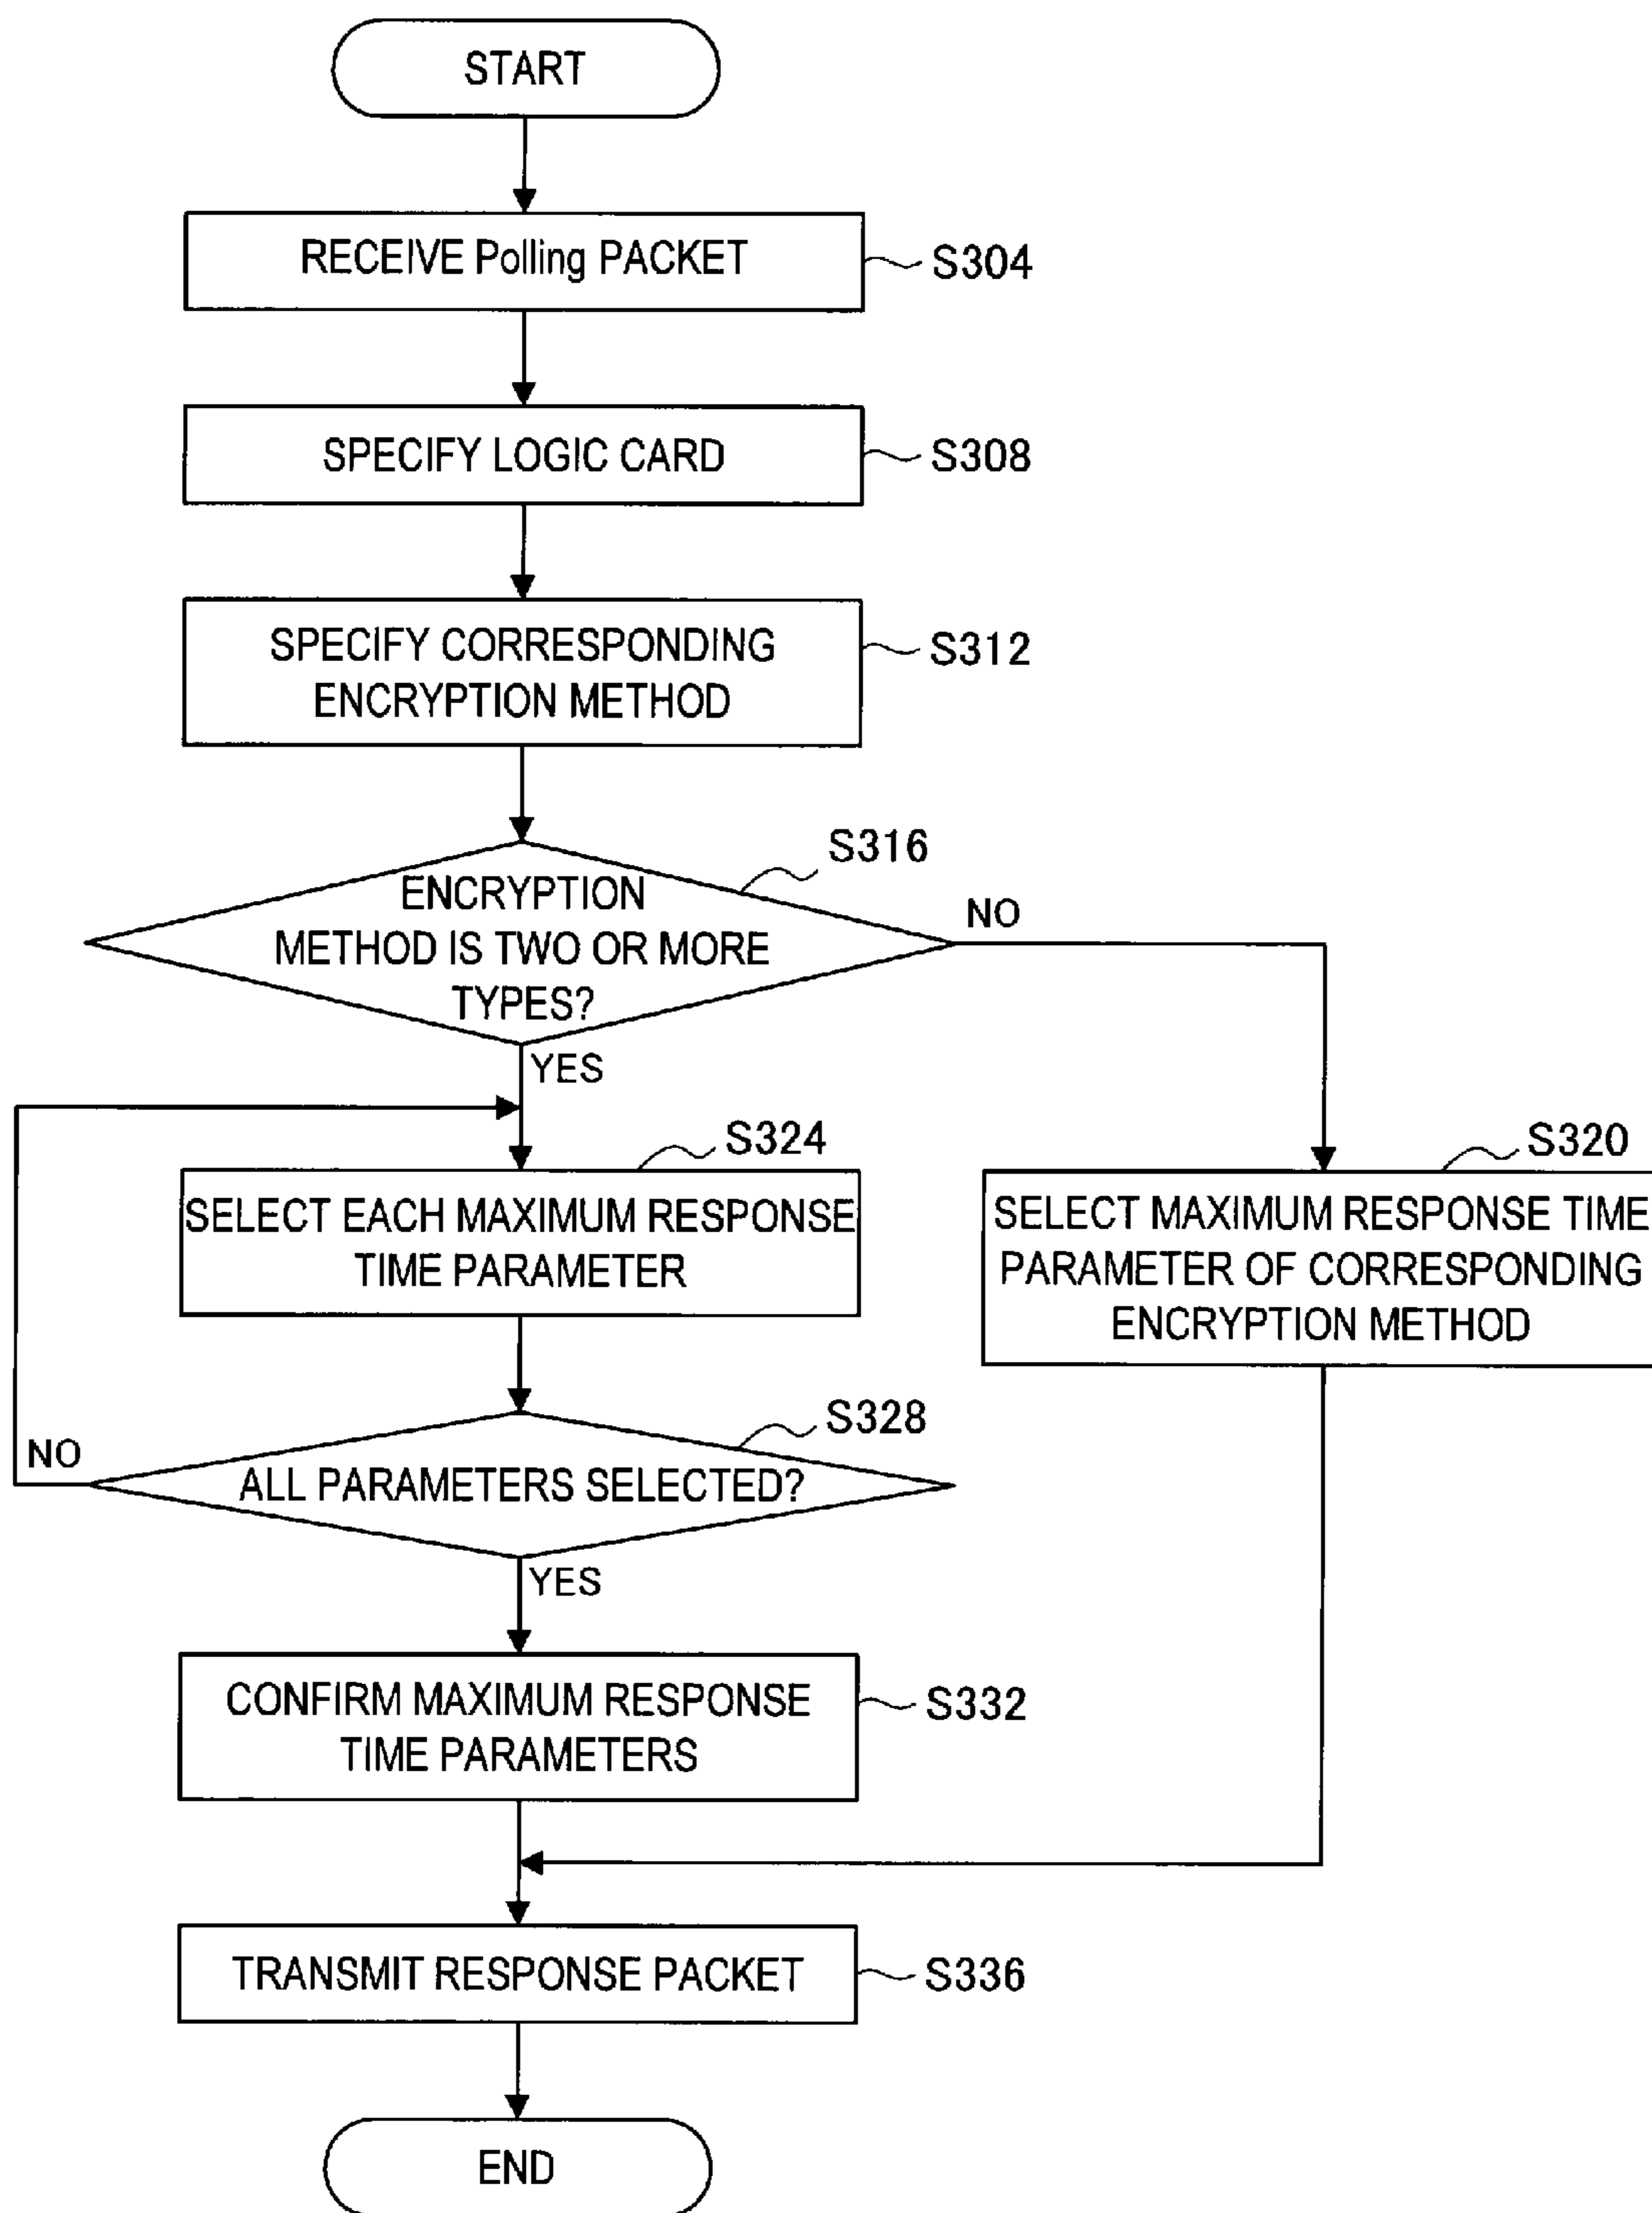 START
RECEIVE Polling PACKET
S304
SPECIFY LOGIC CARD
S308
SPECIFY CORRESPONDING
ENCRYPTION METHOD
S312
S316
ENCRYPTION
METHOD IS TWO OR MORE
TYPES?
NO
YES
S324
SELECT EACH MAXIMUM RESPONSE
TIME PARAMETER
S320
SELECT MAXIMUM RESPONSE TIME
PARAMETER OF CORRESPONDING
ENCRYPTION METHOD
S328
NO
ALL PARAMETERS SELECTED?
YES
CONFIRM MAXIMUM RESPONSE
TIME PARAMETERS
S332
TRANSMIT RESPONSE PACKET
S336
END